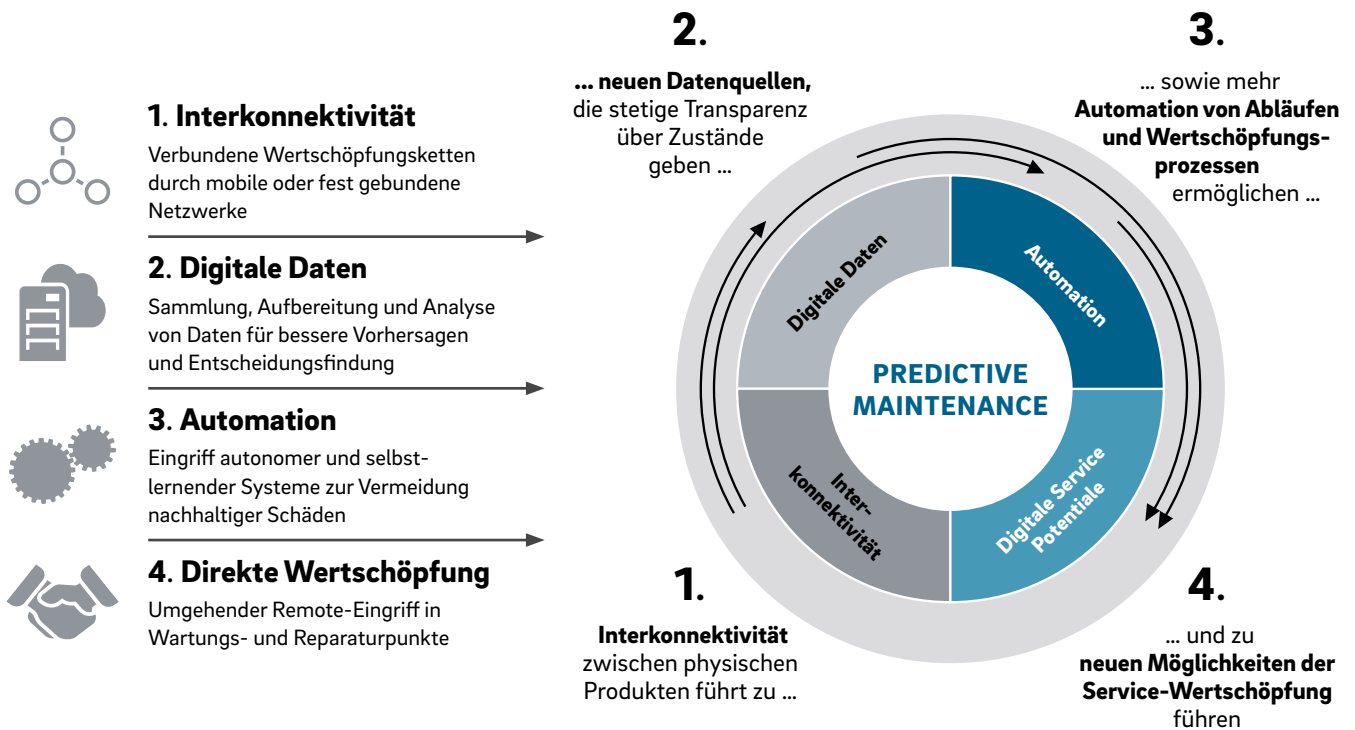 1. Interkonnektivität
Verbundene Wertschöpfungsketten
durch mobile oder fest gebundene
Netzwerke
2. Digitale Daten
Sammlung, Aufbereitung und Analyse
von Daten für bessere Vorhersagen
und Entscheidungsfindung
3. Automation
Eingriff autonomer und selbst-
lernender Systeme zur Vermeidung
nachhaltiger Schäden
4. Direkte Wertschöpfung
Umgehender Remote-Eingriff in
Wartungs- und Reparaturpunkte
2.
... neuen Datenquellen,
die stetige Transparenz
über Zustände
geben ...
3.
... sowie mehr
Automation von Abläufen
und Wertschöpfungs-
prozessen
ermöglichen ...
Digitale Daten
Automation
PREDICTIVE
MAINTENANCE
Inter-
konnektivität
Digitale Service
Potentiale
1.
Interkonnektivität
zwischen physischen
Produkten führt zu ...
4.
... und zu
neuen Möglichkeiten der
Service-Wertschöpfung
führen